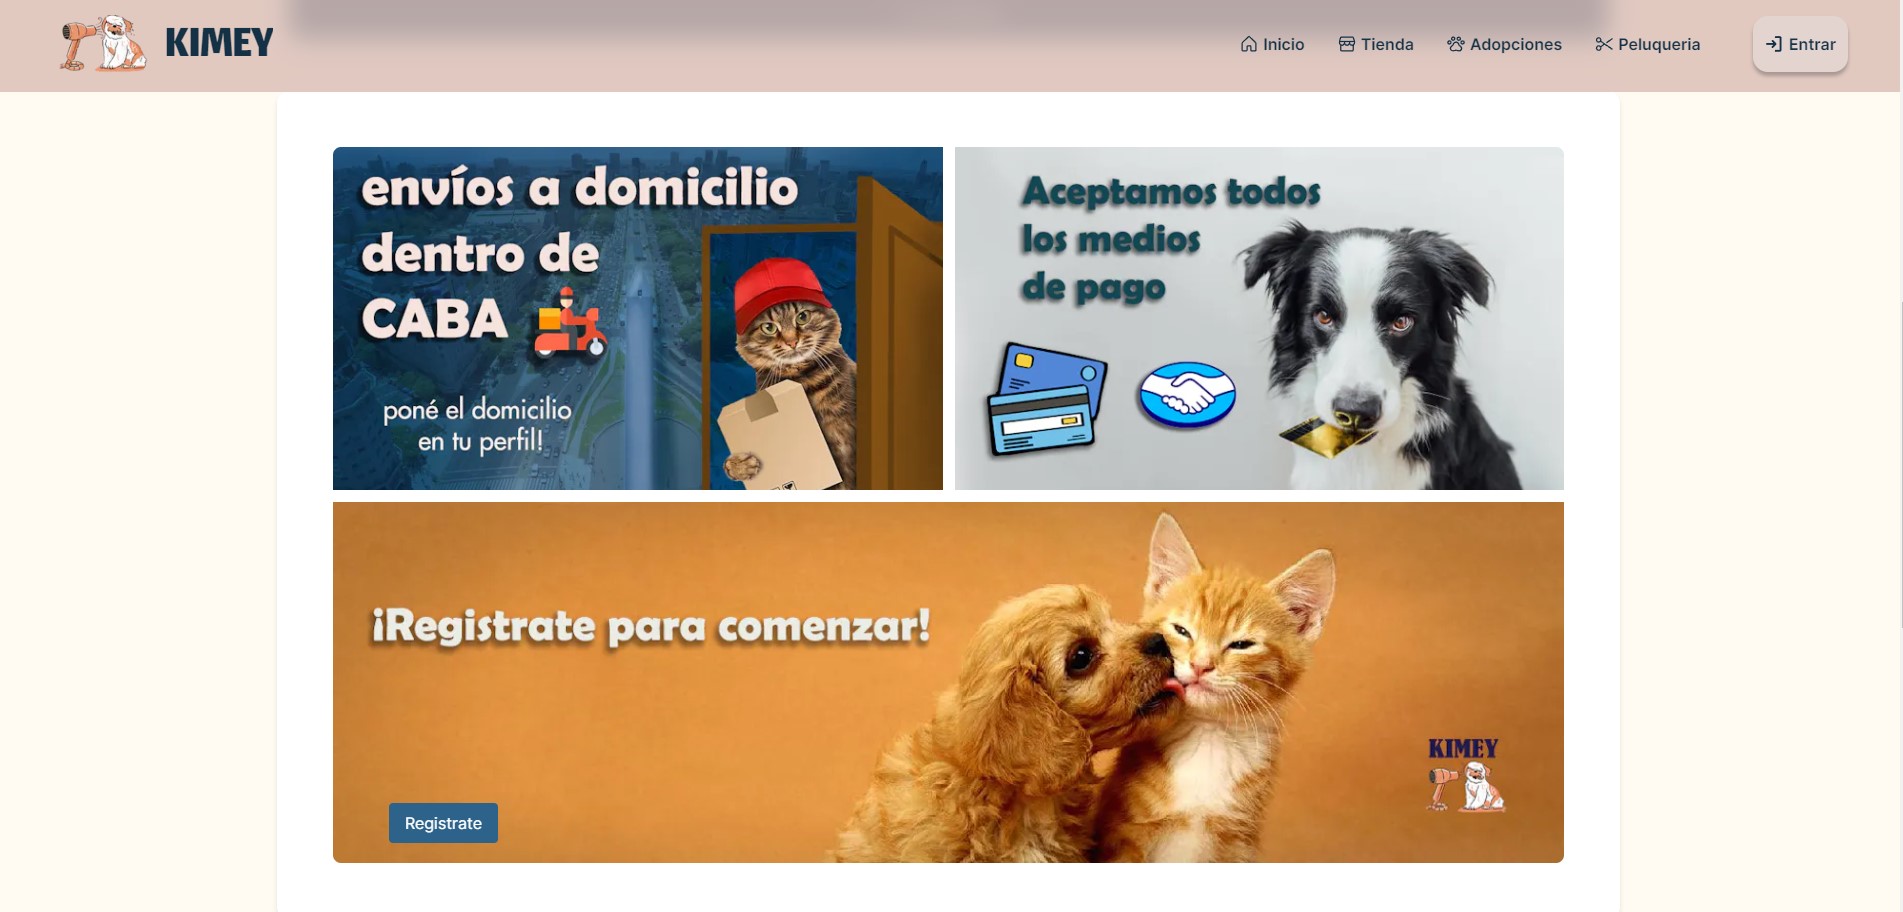 KIMEY
Inicio
Tienda
Adopciones
Peluqueria
Entrar
envíos a domicilio
dentro de
CABA
poné el domicilio
en tu perfil!
Aceptamos todos
los medios
de pago
¡Registrate para comenzar!
KIMEY
Registrate